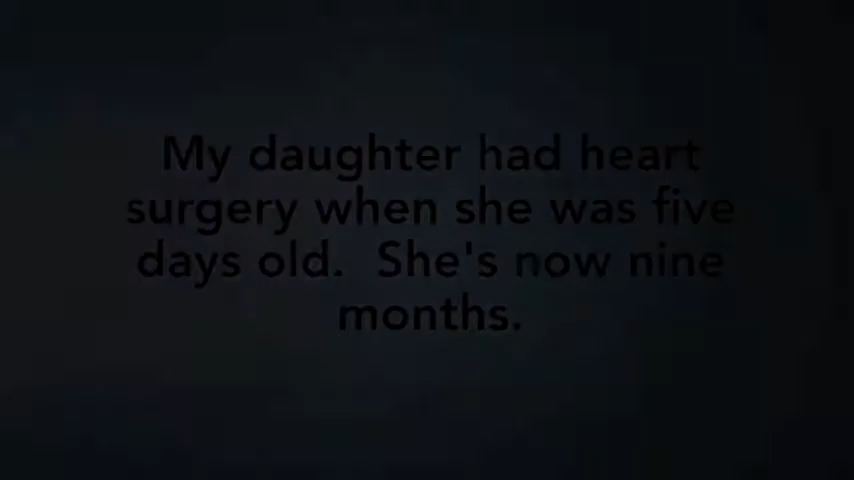 My daughter had heart
surgery when she was five
days old.  She's now nine
months.